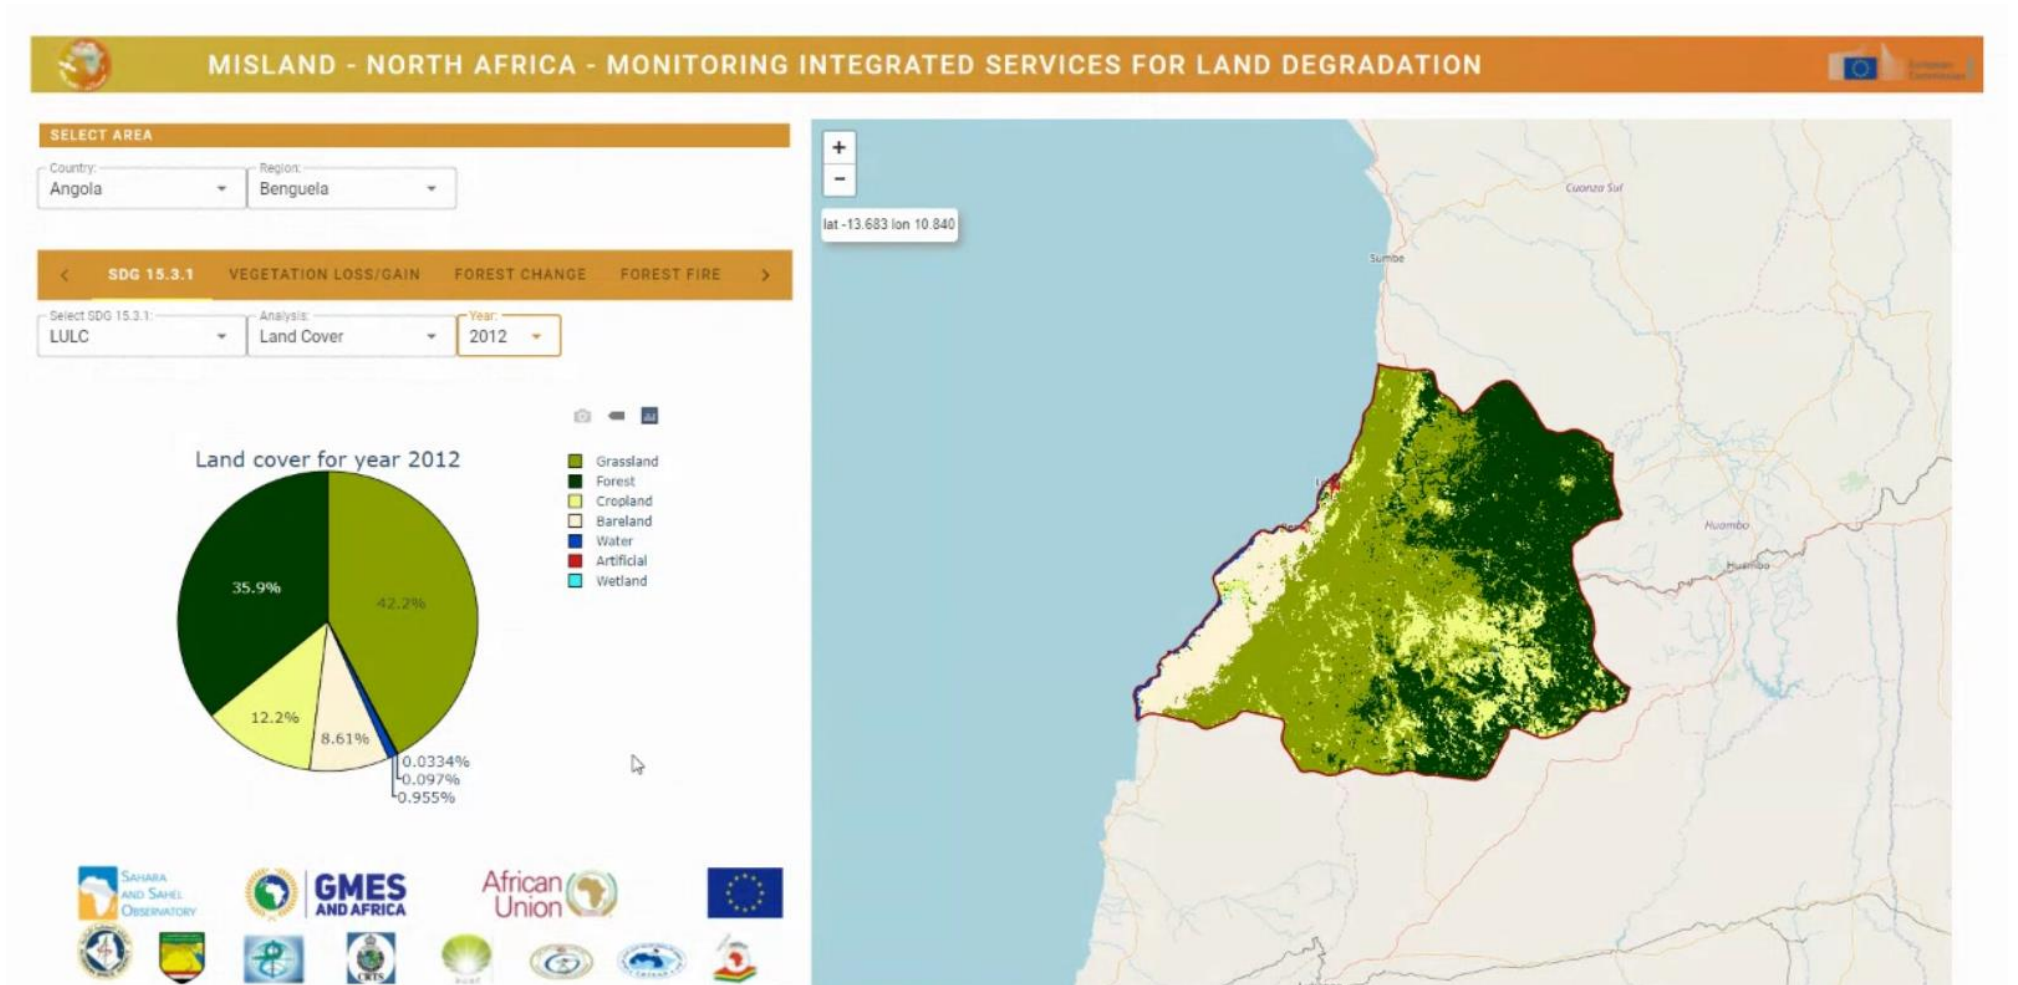 MISLAND - NORTH AFRICA - MONITORING INTEGRATED SERVICES FOR LAND DEGRADATION
European
Commission
SELECT AREA
Country:
Angola
Region:
Benguela
SDG 15.3.1
VEGETATION LOSS/GAIN
FOREST CHANGE
FOREST FIRE
Select SDG 15.3.1:
LULC
Analysis:
Land Cover
Year:
2012
Land cover for year 2012
35.9%
42.2%
12.2%
8.61%
0.0334%
0.097%
0.955%
Grassland
Forest
Cropland
Bareland
Water
Artificial
Wetland
+
−
lat -13.683 lon 10.840
Cuanza Sul
Sumbe
Huambo
Huambo
SAHARA
AND SAHEL
OBSERVATORY
GMES
AND AFRICA
African
Union
CRTS